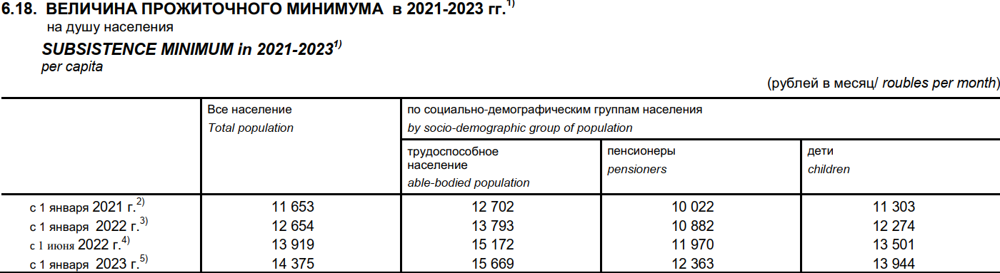 6.18. ВЕЛИЧИНА ПРОЖИТОЧНОГО МИНИМУМА в 2021-2023 гг.1)
на душу населения
SUBSISTENCE MINIMUM in 2021-20231)
per capita
(рублей в месяц/ roubles per month)
Все население
Total population
по социально-демографическим группам населения
by socio-demographic group of population
трудоспособное
население
able-bodied population
пенсионеры
pensioners
дети
children
с 1 января 2021 г.2) 11 653 12 702 10 022 11 303
с 1 января 2022 г.3) 12 654 13 793 10 882 12 274
с 1 июня 2022 г.4) 13 919 15 172 11 970 13 501
с 1 января 2023 г.5) 14 375 15 669 12 363 13 944